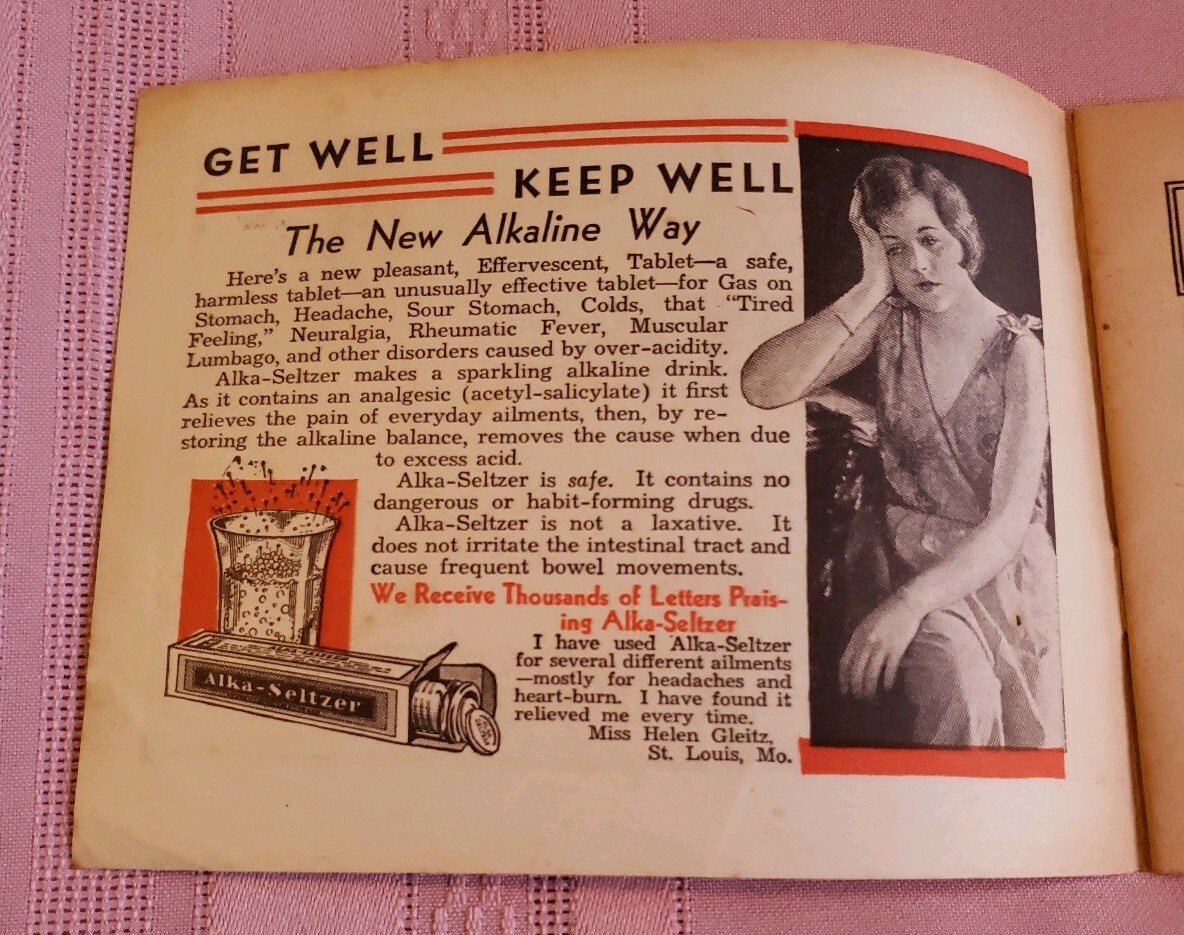 GET WELL
KEEP WELL
The New Alkaline Way
Here's a new pleasant, Effervescent, Tablet—a safe,
harmless tablet—an unusually effective tablet—for Gas on
Stomach, Headache, Sour Stomach, Colds, that "Tired
Feeling," Neuralgia, Rheumatic Fever, Muscular
Lumbago, and other disorders caused by over-acidity.
Alka-Seltzer makes a sparkling alkaline drink.
As it contains an analgesic (acetyl-salicylate) it first
relieves the pain of everyday ailments, then, by re-
storing the alkaline balance, removes the cause when due
to excess acid.
Alka-Seltzer is safe. It contains no
dangerous or habit-forming drugs.
Alka-Seltzer is not a laxative. It
does not irritate the intestinal tract and
cause frequent bowel movements.
We Receive Thousands of Letters Prais-
ing Alka-Seltzer
I have used Alka-Seltzer
for several different ailments
—mostly for headaches and
heart-burn. I have found it
relieved me every time.
Miss Helen Gleitz,
St. Louis, Mo.
Alka-Seltzer